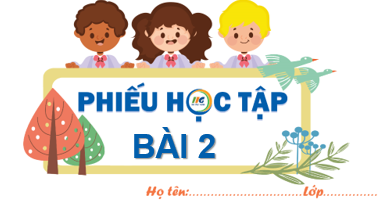 PHIẾU HỌC TẬP
BÀI 2
Họ tên:..............................Lớp...............